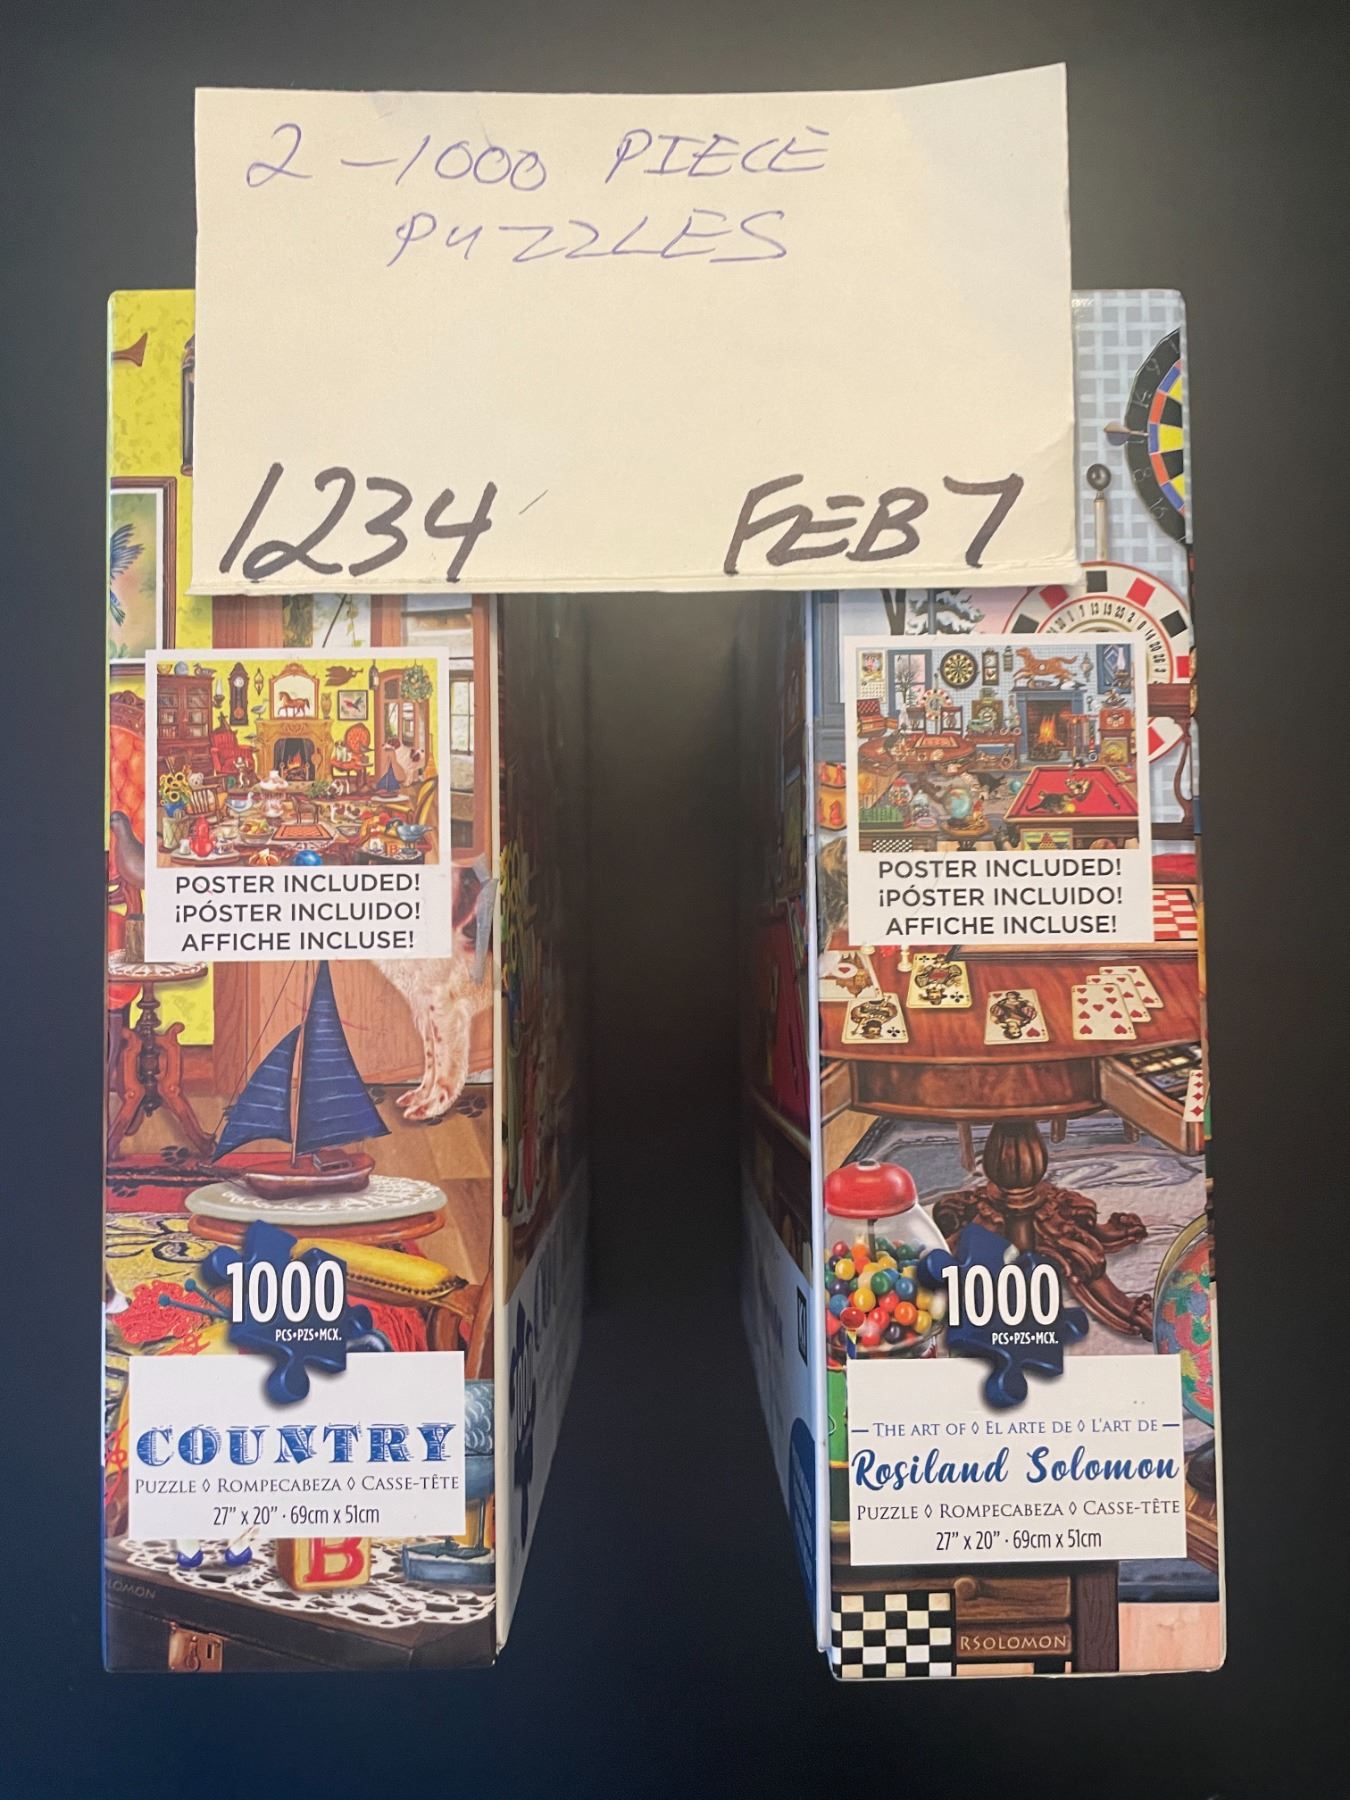 2-1000 PIECE
PUZZLES
1234
FEB 7
POSTER INCLUDED!
¡PÓSTER INCLUIDO!
AFFICHE INCLUSE!
1000
PCS•PZS•MCX.
COUNTRY
PUZZLE ◊ ROMPECABEZA ◊ CASSE-TÊTE
27" x 20" · 69cm x 51cm
B
LOMON
POSTER INCLUDED!
¡PÓSTER INCLUIDO!
AFFICHE INCLUSE!
1000
PCS•PZS•MCX.
THE ART OF ◊ EL ARTE DE ◊ L'ART DE
Rosiland Solomon
PUZZLE ◊ ROMPECABEZA ◊ CASSE-TÊTE
27" x 20" · 69cm x 51cm
RSOLOMON